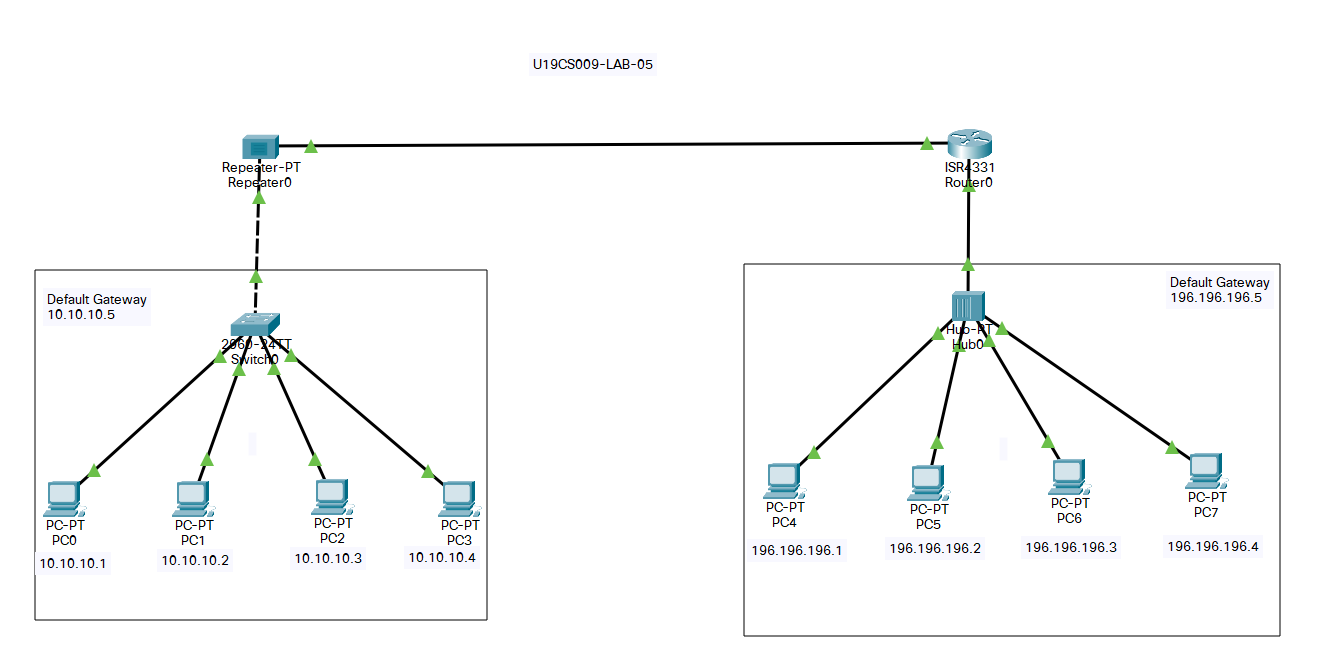 U19CS009-LAB-05
Repeater-PT
Repeater0
ISR4331
Router0
Default Gateway
10.10.10.5
Default Gateway
196.196.196.5
2960-24TT
Switch0
Hub-PT
Hub0
PC-PT
PC0
PC-PT
PC1
PC-PT
PC2
PC-PT
PC3
PC-PT
PC4
PC-PT
PC5
PC-PT
PC6
PC-PT
PC7
10.10.10.1
10.10.10.2
10.10.10.3
10.10.10.4
196.196.196.1
196.196.196.2
196.196.196.3
196.196.196.4